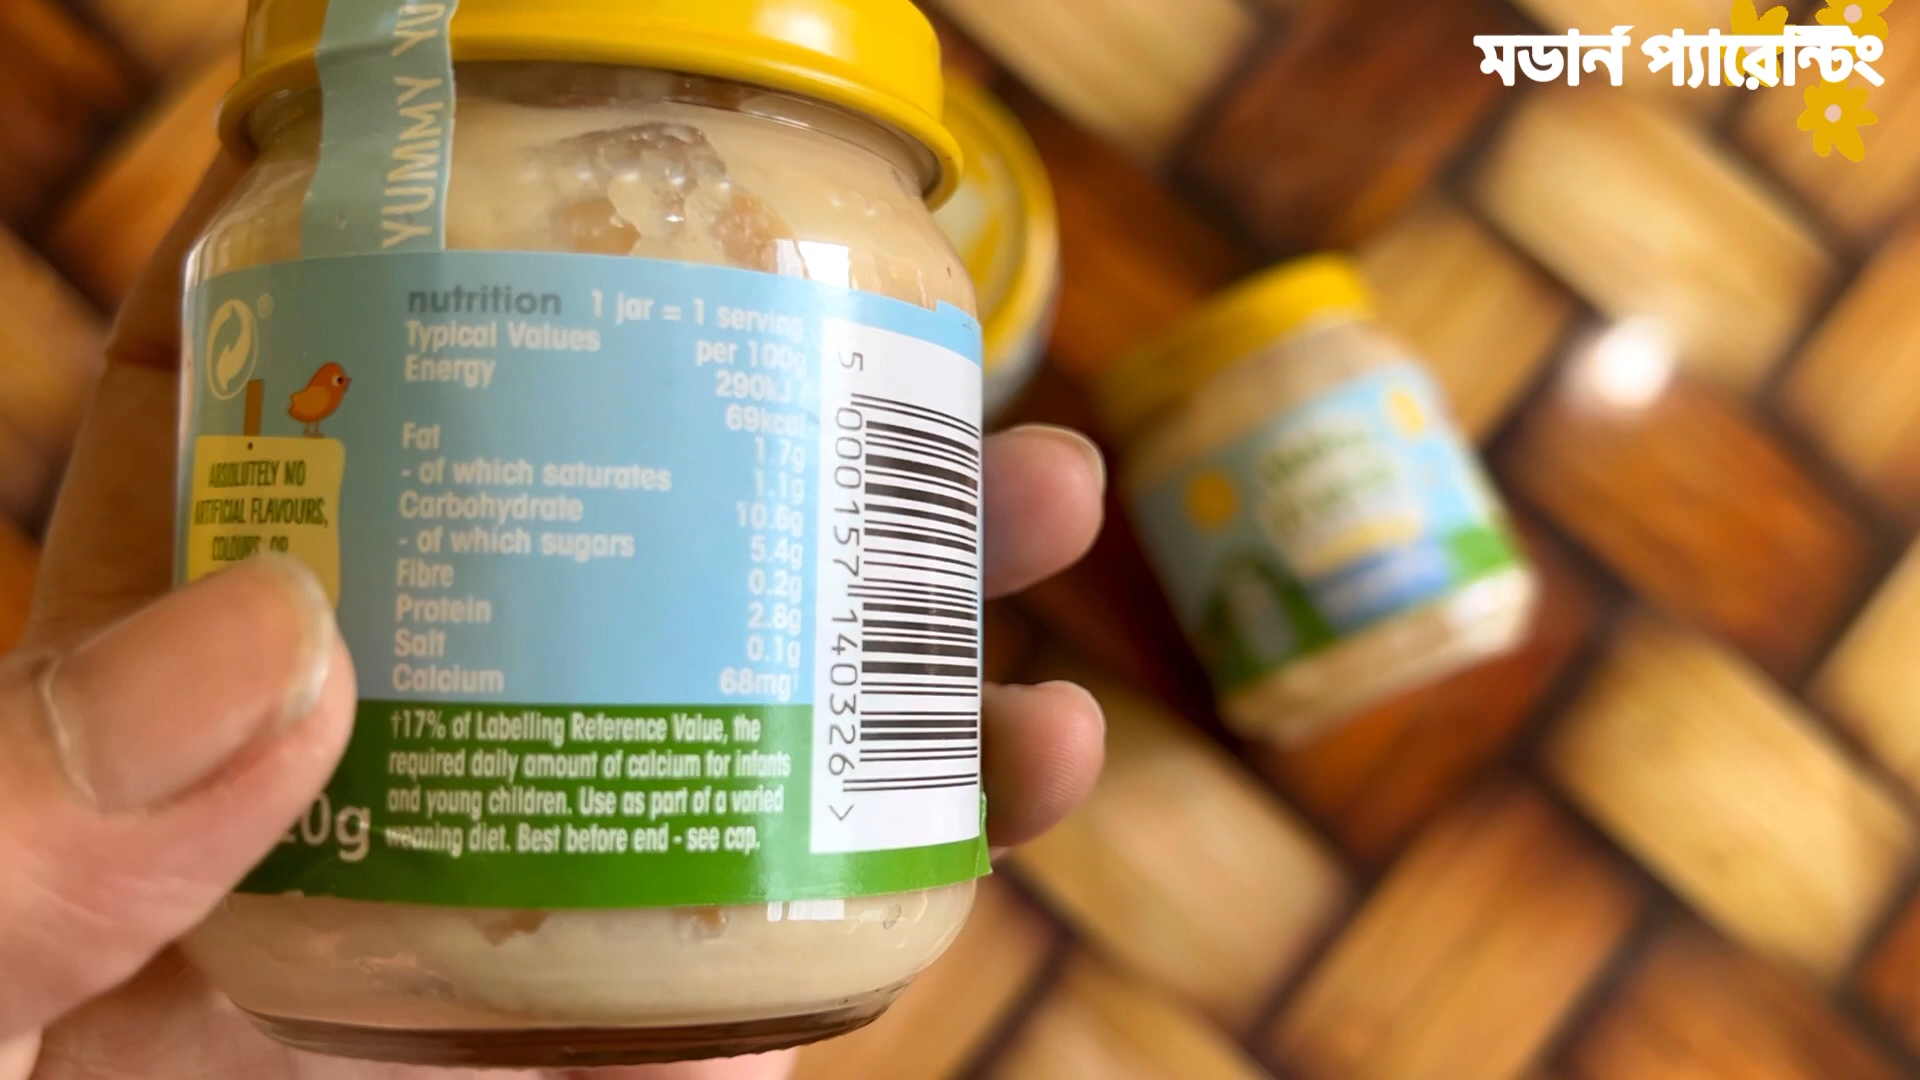 মডার্ন প্যারেন্টিং
YUMMY
nutrition 1 jar = 1 serving
Typical Values per 100g
Energy 290kJ
69kcal
Fat 1.7g
- of which saturates 1.1g
Carbohydrate 10.6g
- of which sugars 5.4g
Fibre 0.2g
Protein 2.8g
Salt 0.1g
Calcium 68mg†
†17% of Labelling Reference Value, the
required daily amount of calcium for infants
and young children. Use as part of a varied
weaning diet. Best before end - see cap.
ABSOLUTELY NO
ARTIFICIAL FLAVOURS,
COLOURS OR
5 000157 140326 >